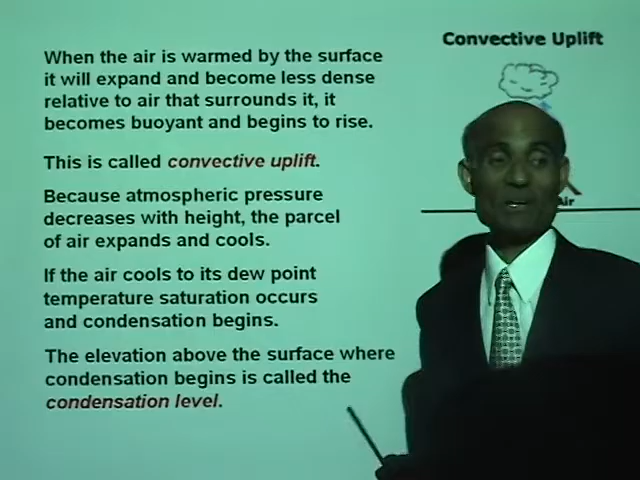 Convective Uplift
When the air is warmed by the surface
it will expand and become less dense
relative to air that surrounds it, it
becomes buoyant and begins to rise.
This is called convective uplift.
Because atmospheric pressure
decreases with height, the parcel
of air expands and cools.
If the air cools to its dew point
temperature saturation occurs
and condensation begins.
The elevation above the surface where
condensation begins is called the
condensation level.
Air